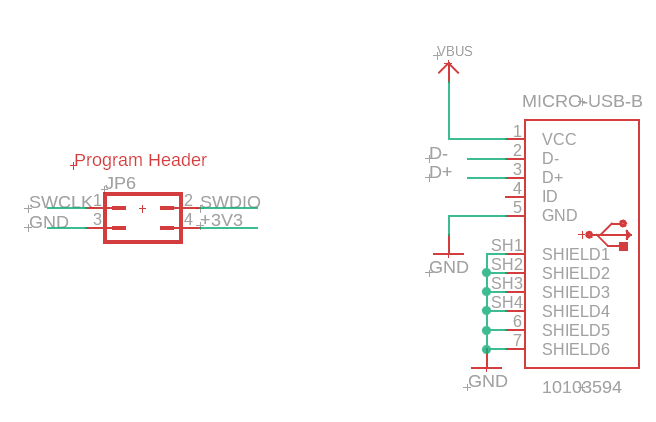 VBUS
MICRO-USB-B
Program Header
JP6
SWCLK 1 2 SWDIO
GND 3 4 +3V3
1 VCC
D- 2 D-
D+ 3 D+
4 ID
5 GND
GND
SH1 SHIELD1
SH2 SHIELD2
SH3 SHIELD3
SH4 SHIELD4
6 SHIELD5
7 SHIELD6
GND
10103594